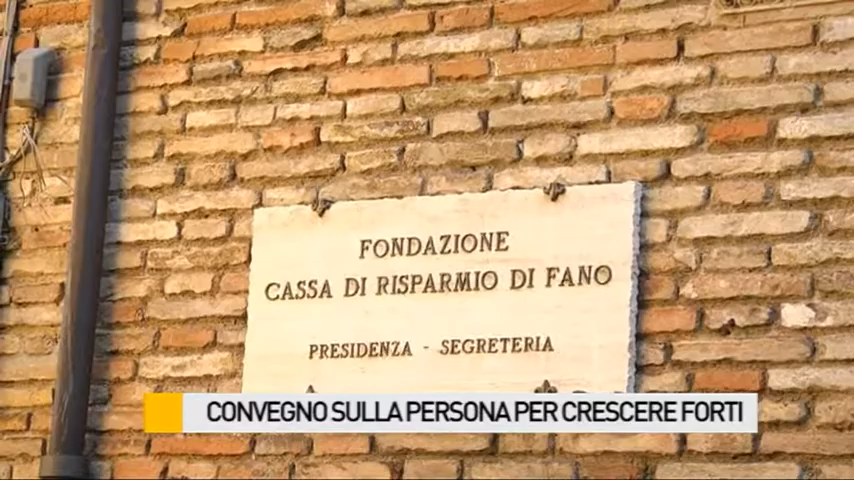 FONDAZIONE
CASSA DI RISPARMIO DI FANO
PRESIDENZA - SEGRETERIA
CONVEGNO SULLA PERSONA PER CRESCERE FORTI